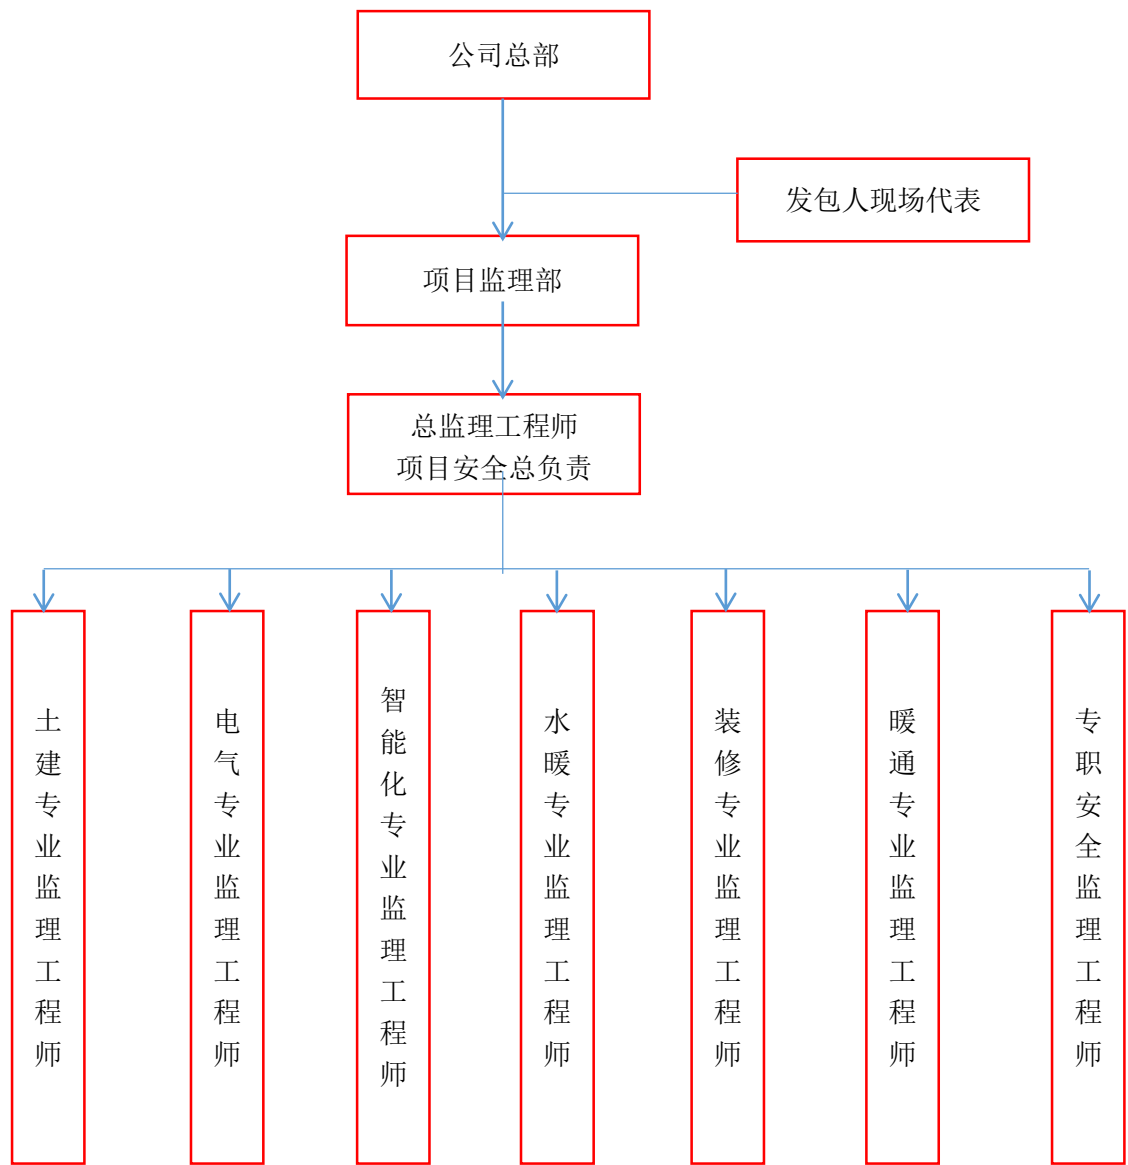 公司总部
发包人现场代表
项目监理部
总监理工程师
项目安全总负责
土建专业监理工程师
电气专业监理工程师
智能化专业监理工程师
水暖专业监理工程师
装修专业监理工程师
暖通专业监理工程师
专职安全监理工程师